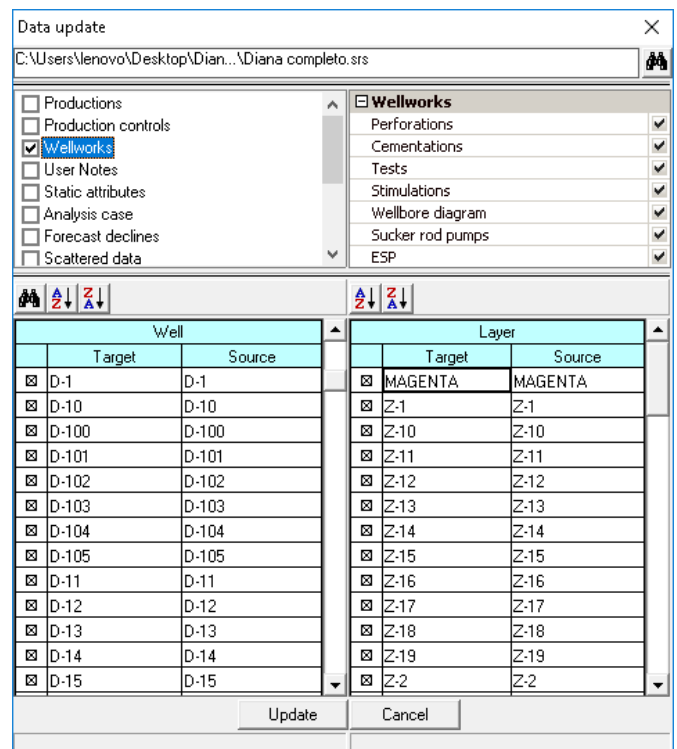 Data update
C:\Users\lenovo\Desktop\Dian...\Diana completo.srs
Productions
Production controls
Wellworks
User Notes
Static attributes
Analysis case
Forecast declines
Scattered data
Wellworks
Perforations
Cementations
Tests
Stimulations
Wellbore diagram
Sucker rod pumps
ESP
Well
Target Source
D-1 D-1
D-10 D-10
D-100 D-100
D-101 D-101
D-102 D-102
D-103 D-103
D-104 D-104
D-105 D-105
D-11 D-11
D-12 D-12
D-13 D-13
D-14 D-14
D-15 D-15
Layer
Target Source
MAGENTA MAGENTA
Z-1 Z-1
Z-10 Z-10
Z-11 Z-11
Z-12 Z-12
Z-13 Z-13
Z-14 Z-14
Z-15 Z-15
Z-16 Z-16
Z-17 Z-17
Z-18 Z-18
Z-19 Z-19
Z-2 Z-2
Update Cancel